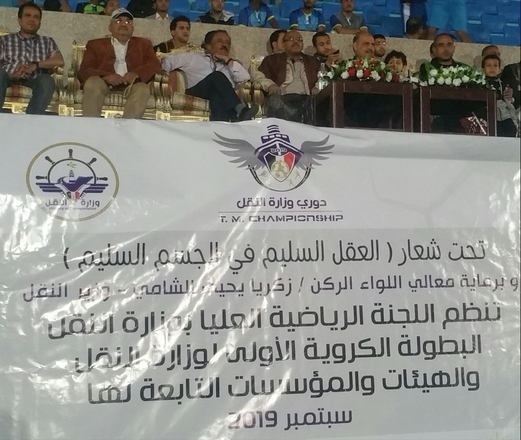 وزارة النقل
دوري وزارة النقل
T. M. CHAMPIONSHIP
تحت شعار ( العقل السليم في الجسم السليم )
و برعاية معالي اللواء الركن / زكريا يحيى الشامي - وزير النقل
تنظم اللجنة الرياضية العليا بوزارة النقل
البطولة الكروية الأولى لوزارة النقل
والهيئات والمؤسسات التابعة لها
سبتمبر 2019